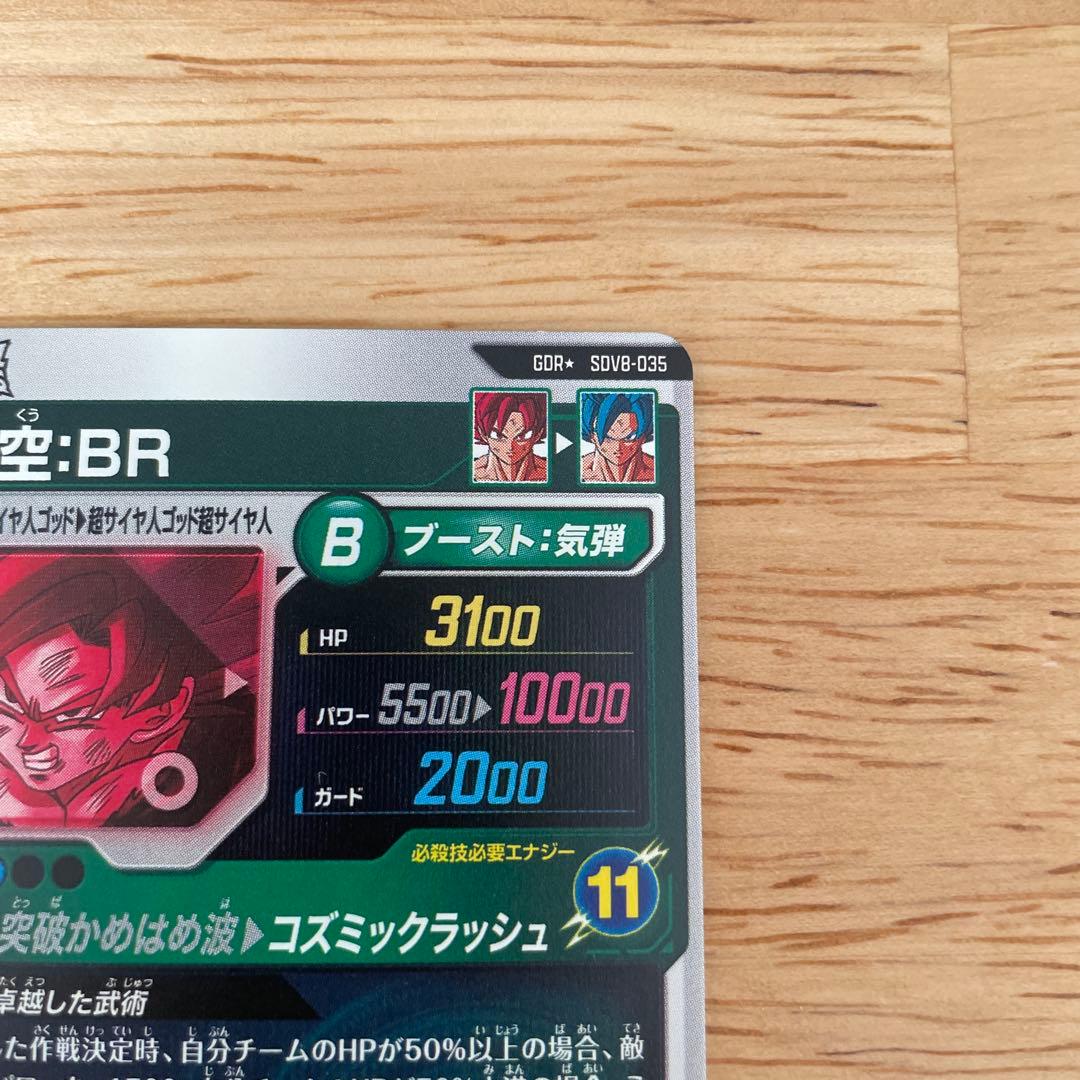 GDR★ SDV8-035
くう
空:BR
イヤ人ゴッド▶超サイヤ人ゴッド超サイヤ人
B ブースト:気弾
HP 3100
パワー 5500▶10000
ガード 2000
必殺技必要エナジー
11
とっ ぱ は
突破かめはめ波▶コズミックラッシュ
たくえつ ぶじゅつ
卓越した武術
さくせんけっていじ じぶん いじょう ばあい てき
た作戦決定時、自分チームのHPが50%以上の場合、敵